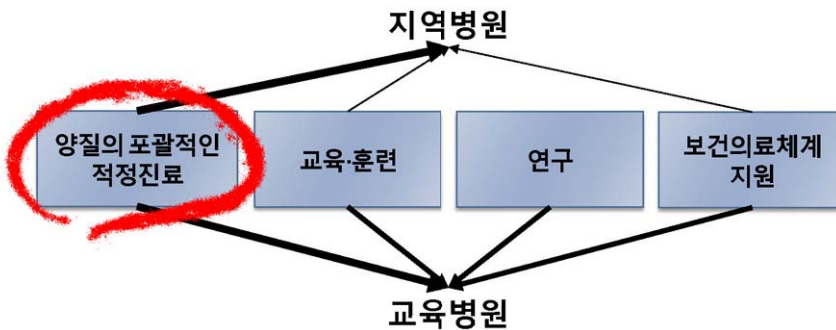 지역병원
양질의 포괄적인
적정진료
교육·훈련
연구
보건의료체계
지원
교육병원